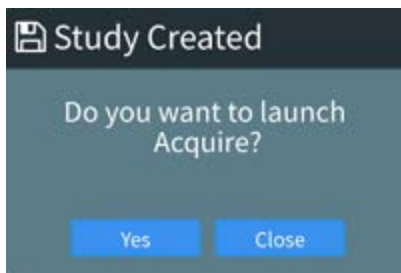 Study Created
Do you want to launch
Acquire?
Yes
Close